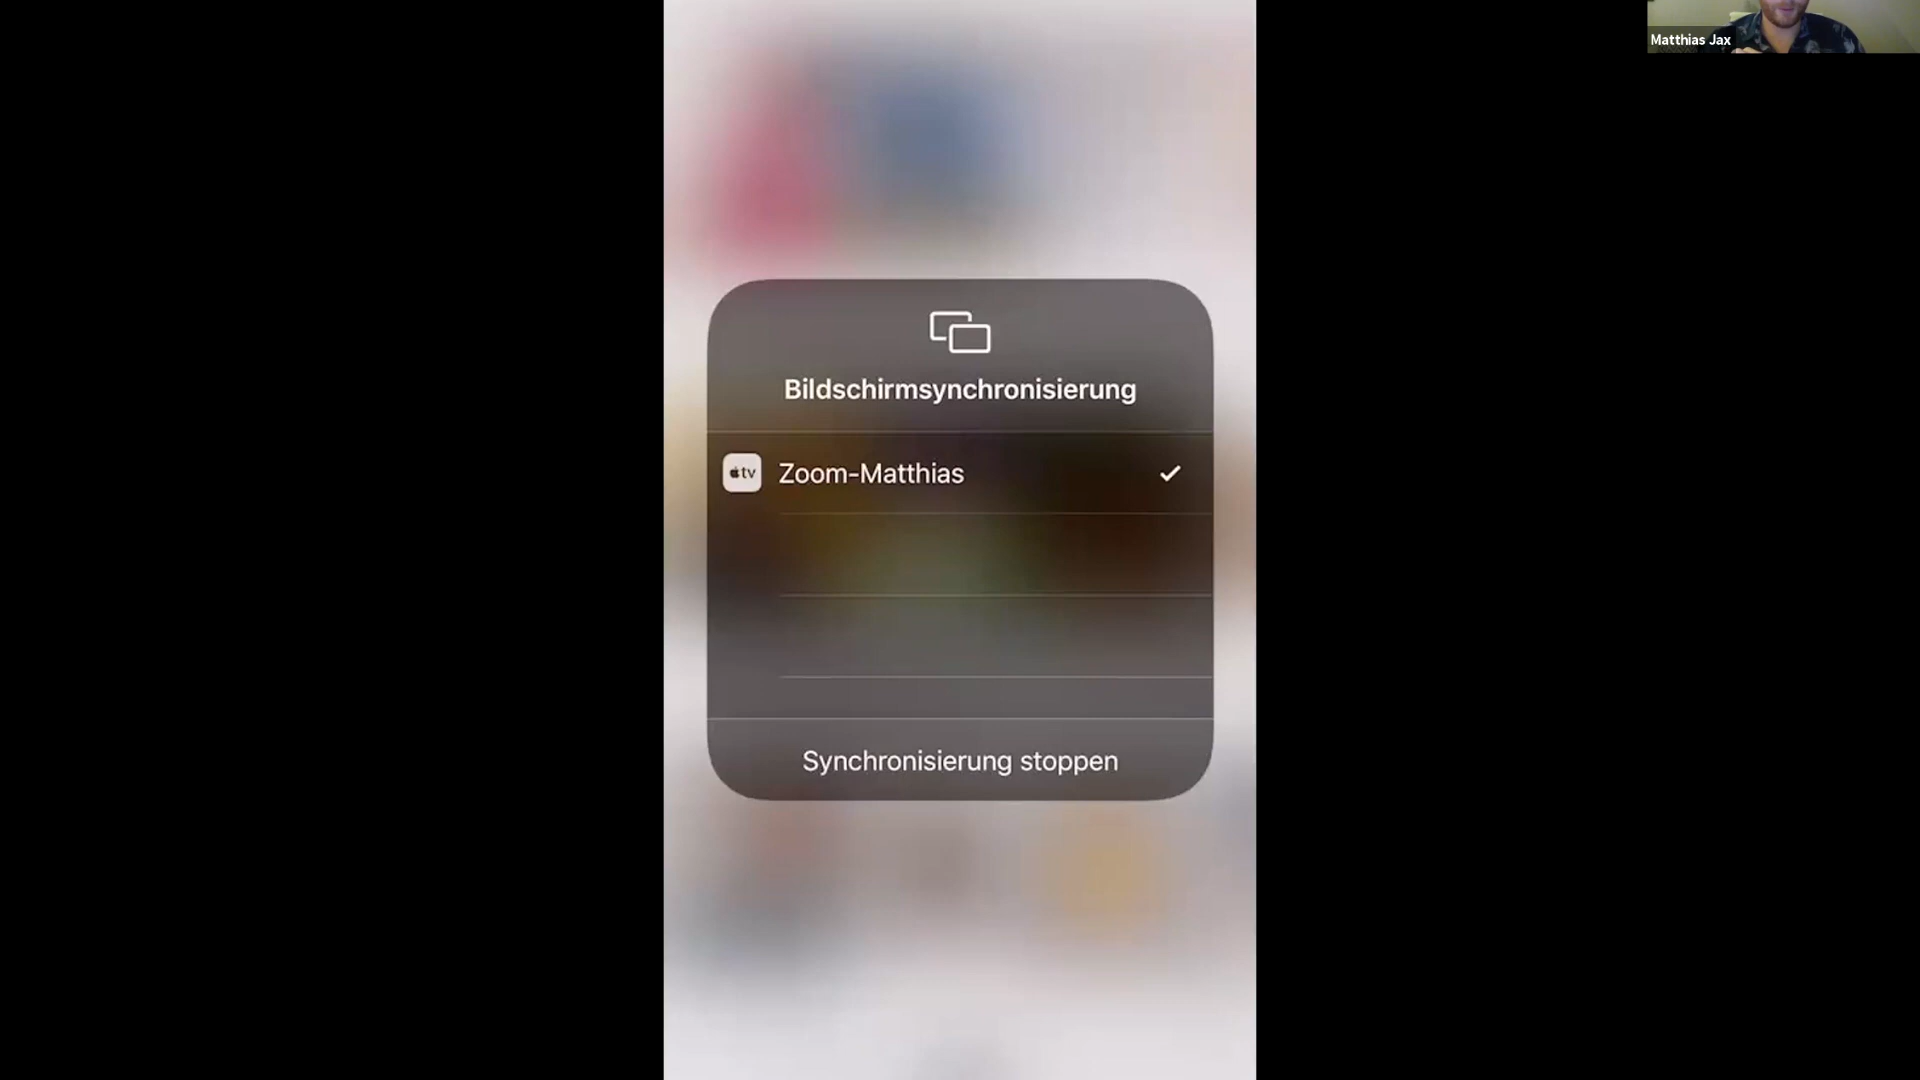 Matthias Jax
Bildschirmsynchronisierung
tv
Zoom-Matthias
Synchronisierung stoppen